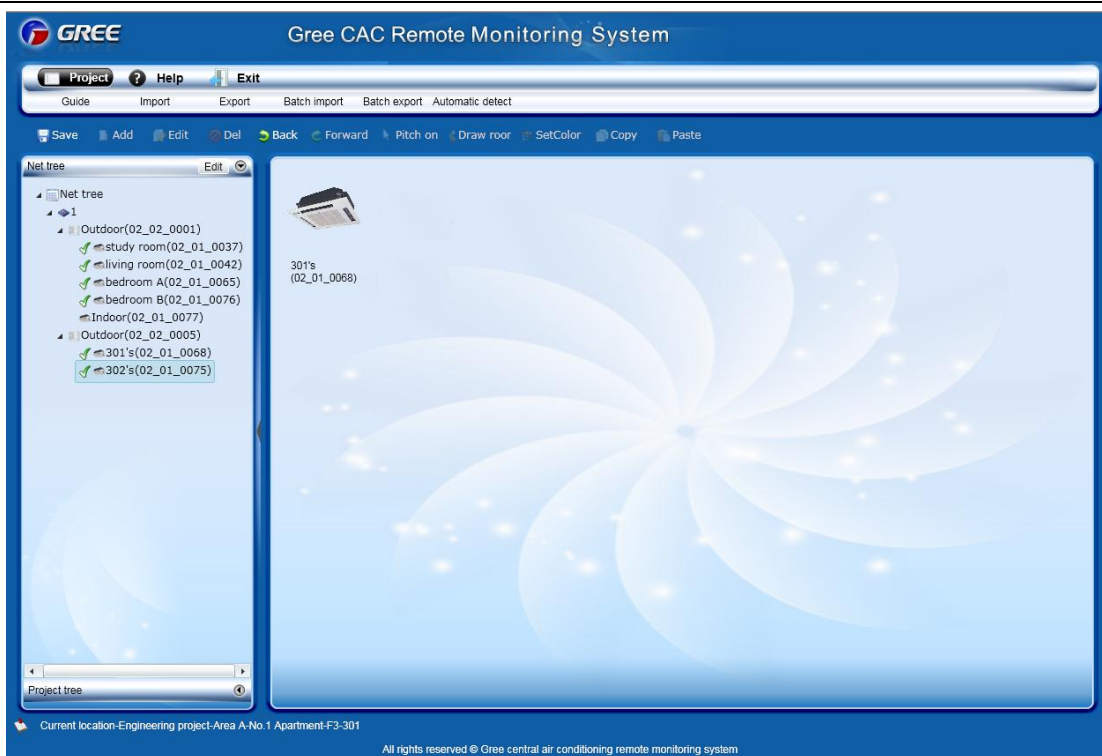 GREE
Gree CAC Remote Monitoring System
Project Help Exit
Guide Import Export Batch import Batch export Automatic detect
Save Add Edit Del Back Forward Pitch on Draw roor SetColor Copy Paste
Net tree Edit
Net tree
1
Outdoor(02_02_0001)
study room(02_01_0037)
living room(02_01_0042)
bedroom A(02_01_0065)
bedroom B(02_01_0076)
Indoor(02_01_0077)
Outdoor(02_02_0005)
301's(02_01_0068)
302's(02_01_0075)
301's
(02_01_0068)
Project tree
Current location-Engineering project-Area A-No.1 Apartment-F3-301
All rights reserved © Gree central air conditioning remote monitoring system